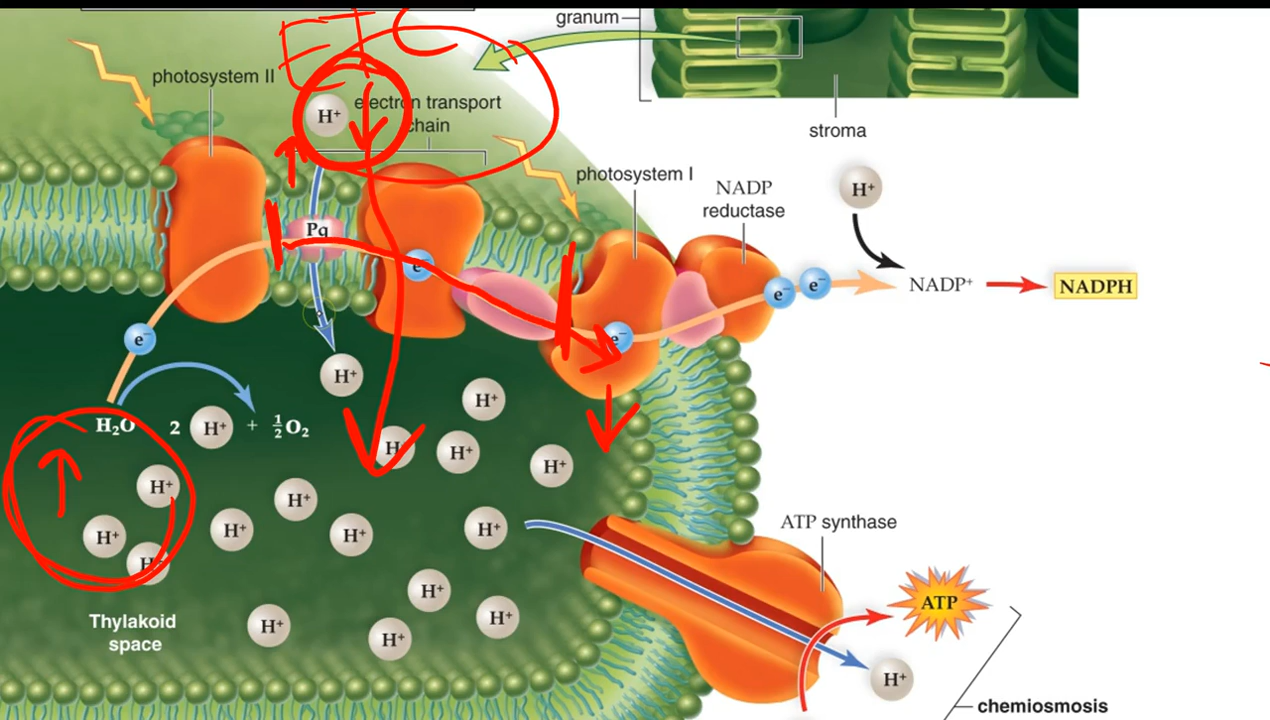 granum
E T C
photosystem II
H⁺
electron transport
chain
stroma
photosystem I
NADP
reductase
H⁺
Pq
e⁻
e⁻ e⁻
NADP⁺
NADPH
e⁻
e⁻
H⁺
H₂O 2 H⁺ + ½O₂
H⁺
H⁺
H⁺
H⁺
H⁺
H⁺
H⁺
H⁺
H⁺
H⁺
ATP synthase
H⁺
ATP
H⁺
H⁺
H⁺
Thylakoid
space
H⁺
chemiosmosis